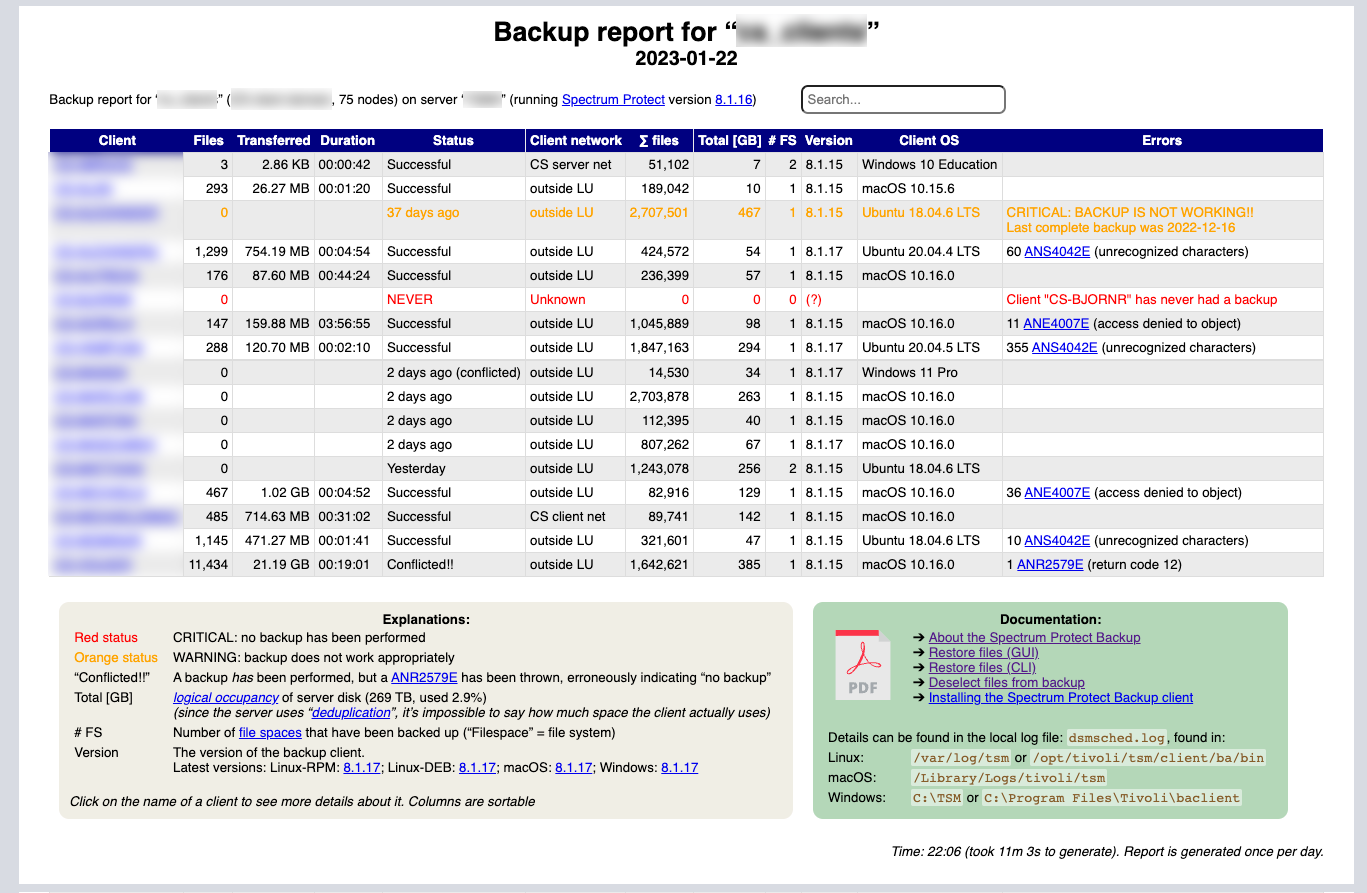 Backup report for “ ”
2023-01-22
Backup report for ‘ ’ ( , 75 nodes) on server ‘ ’ (running Spectrum Protect version 8.1.16)
Search...
Client Files Transferred Duration Status Client network ∑ files Total [GB] # FS Version Client OS Errors
3 2.86 KB 00:00:42 Successful CS server net 51,102 7 2 8.1.15 Windows 10 Education
293 26.27 MB 00:01:20 Successful outside LU 189,042 10 1 8.1.15 macOS 10.15.6
0 37 days ago outside LU 2,707,501 467 1 8.1.15 Ubuntu 18.04.6 LTS CRITICAL: BACKUP IS NOT WORKING!!
Last complete backup was 2022-12-16
1,299 754.19 MB 00:04:54 Successful outside LU 424,572 54 1 8.1.17 Ubuntu 20.04.4 LTS 60 ANS4042E (unrecognized characters)
176 87.60 MB 00:44:24 Successful outside LU 236,399 57 1 8.1.15 macOS 10.16.0
0 NEVER Unknown 0 0 0 (?) Client "CS-BJORNR" has never had a backup
147 159.88 MB 03:56:55 Successful outside LU 1,045,889 98 1 8.1.15 macOS 10.16.0 11 ANE4007E (access denied to object)
288 120.70 MB 00:02:10 Successful outside LU 1,847,163 294 1 8.1.17 Ubuntu 20.04.5 LTS 355 ANS4042E (unrecognized characters)
0 2 days ago (conflicted) outside LU 14,530 34 1 8.1.17 Windows 11 Pro
0 2 days ago outside LU 2,703,878 263 1 8.1.15 macOS 10.16.0
0 2 days ago outside LU 112,395 40 1 8.1.15 macOS 10.16.0
0 2 days ago outside LU 807,262 67 1 8.1.17 macOS 10.16.0
0 Yesterday outside LU 1,243,078 256 2 8.1.15 Ubuntu 18.04.6 LTS
467 1.02 GB 00:04:52 Successful outside LU 82,916 129 1 8.1.15 macOS 10.16.0 36 ANE4007E (access denied to object)
485 714.63 MB 00:31:02 Successful CS client net 89,741 142 1 8.1.15 macOS 10.16.0
1,145 471.27 MB 00:01:41 Successful outside LU 321,601 47 1 8.1.15 Ubuntu 18.04.6 LTS 10 ANS4042E (unrecognized characters)
11,434 21.19 GB 00:19:01 Conflicted!! outside LU 1,642,621 385 1 8.1.15 macOS 10.16.0 1 ANR2579E (return code 12)
Explanations:
Red status CRITICAL: no backup has been performed
Orange status WARNING: backup does not work appropriately
“Conflicted!!” A backup has been performed, but a ANR2579E has been thrown, erroneously indicating “no backup”
Total [GB] logical occupancy of server disk (269 TB, used 2.9%)
(since the server uses “deduplication”, it’s impossible to say how much space the client actually uses)
# FS Number of file spaces that have been backed up (“Filespace” = file system)
Version The version of the backup client.
Latest versions: Linux-RPM: 8.1.17; Linux-DEB: 8.1.17; macOS: 8.1.17; Windows: 8.1.17
Click on the name of a client to see more details about it. Columns are sortable
Documentation:
PDF
➔ About the Spectrum Protect Backup
➔ Restore files (GUI)
➔ Restore files (CLI)
➔ Deselect files from backup
➔ Installing the Spectrum Protect Backup client
Details can be found in the local log file: dsmsched.log, found in:
Linux: /var/log/tsm or /opt/tivoli/tsm/client/ba/bin
macOS: /Library/Logs/tivoli/tsm
Windows: C:\TSM or C:\Program Files\Tivoli\baclient
Time: 22:06 (took 11m 3s to generate). Report is generated once per day.